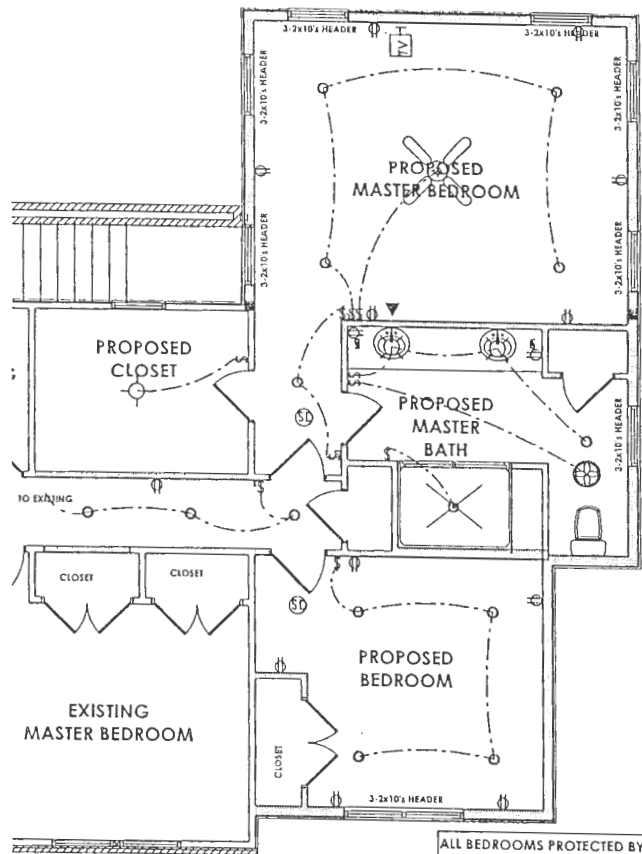 3-2x10's HEADER
3-2x10's HEADER
TV
3-2x10's HEADER
3-2x10's HEADER
PROPOSED
MASTER BEDROOM
3-2x10's HEADER
3-2x10's HEADER
PROPOSED
CLOSET
PROPOSED
MASTER
BATH
SD
3-2x10's HEADER
TO EXISTING
CLOSET
CLOSET
SD
PROPOSED
BEDROOM
EXISTING
MASTER BEDROOM
CLOSET
3-2x10's HEADER
ALL BEDROOMS PROTECTED BY